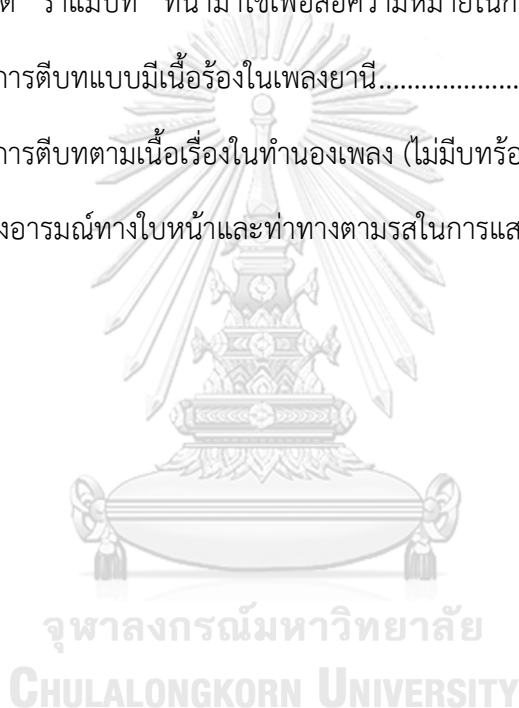 รำแม่บท ที่นำมาใช้เพื่อสื่อความหมายในก
การตีบทแบบมีเนื้อร้องในเพลงยานี.....................
การตีบทตามเนื้อเรื่องในทำนองเพลง (ไม่มีบทร้อ
งอารมณ์ทางใบหน้าและท่าทางตามรสในการแส
จุฬาลงกรณ์มหาวิทยาลัย
CHULALONGKORN UNIVERSITY